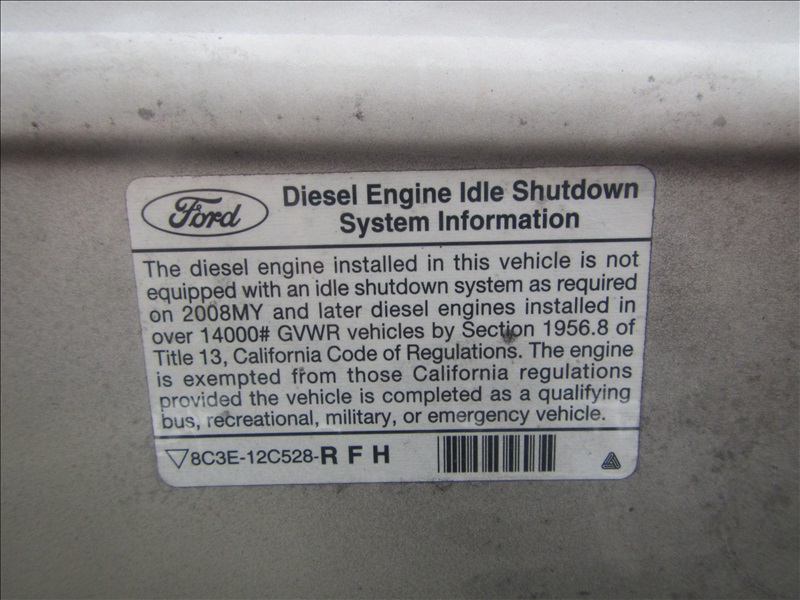 Ford
Diesel Engine Idle Shutdown
System Information
The diesel engine installed in this vehicle is not
equipped with an idle shutdown system as required
on 2008MY and later diesel engines installed in
over 14000# GVWR vehicles by Section 1956.8 of
Title 13, California Code of Regulations. The engine
is exempted from those California regulations
provided the vehicle is completed as a qualifying
bus, recreational, military, or emergency vehicle.
▽8C3E-12C528-R F H